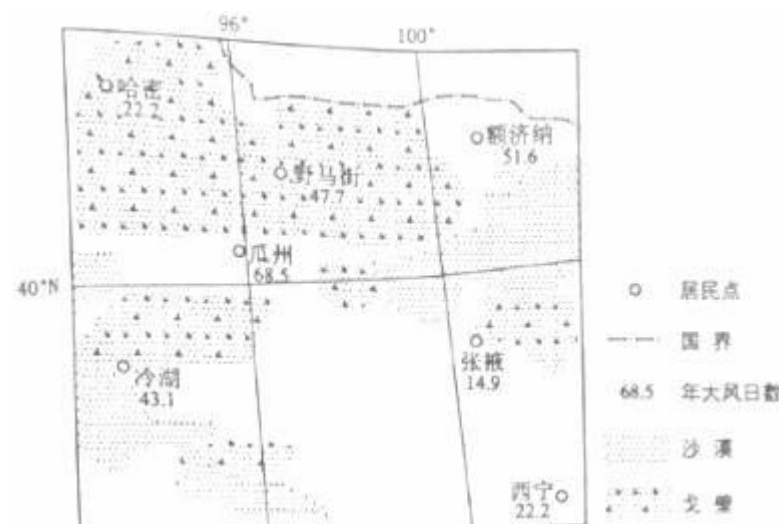 96°
100°
哈密
22.2
额济纳
51.6
野马街
47.7
瓜州
68.5
40°N
居民点
国界
张掖
14.9
冷湖
43.1
68.5 年大风日数
沙漠
戈壁
西宁
22.2